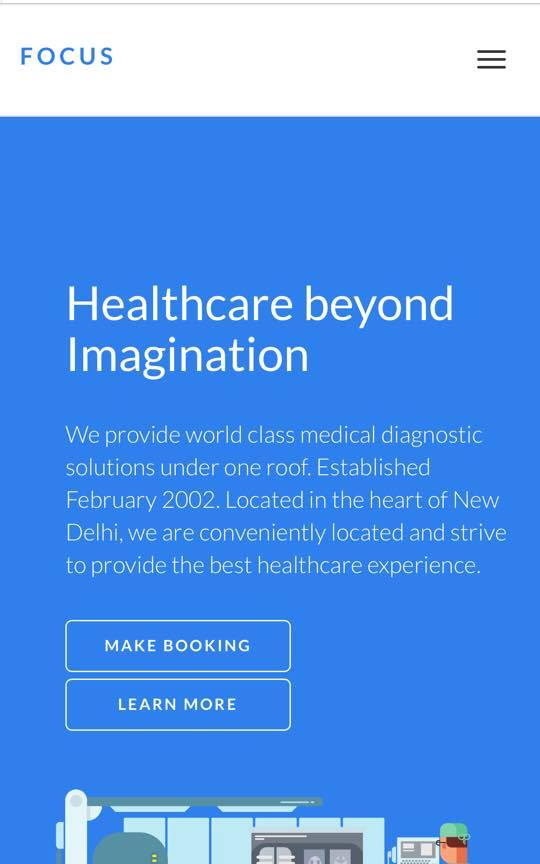 FOCUS
Healthcare beyond
Imagination
We provide world class medical diagnostic
solutions under one roof. Established
February 2002. Located in the heart of New
Delhi, we are conveniently located and strive
to provide the best healthcare experience.
MAKE BOOKING
LEARN MORE